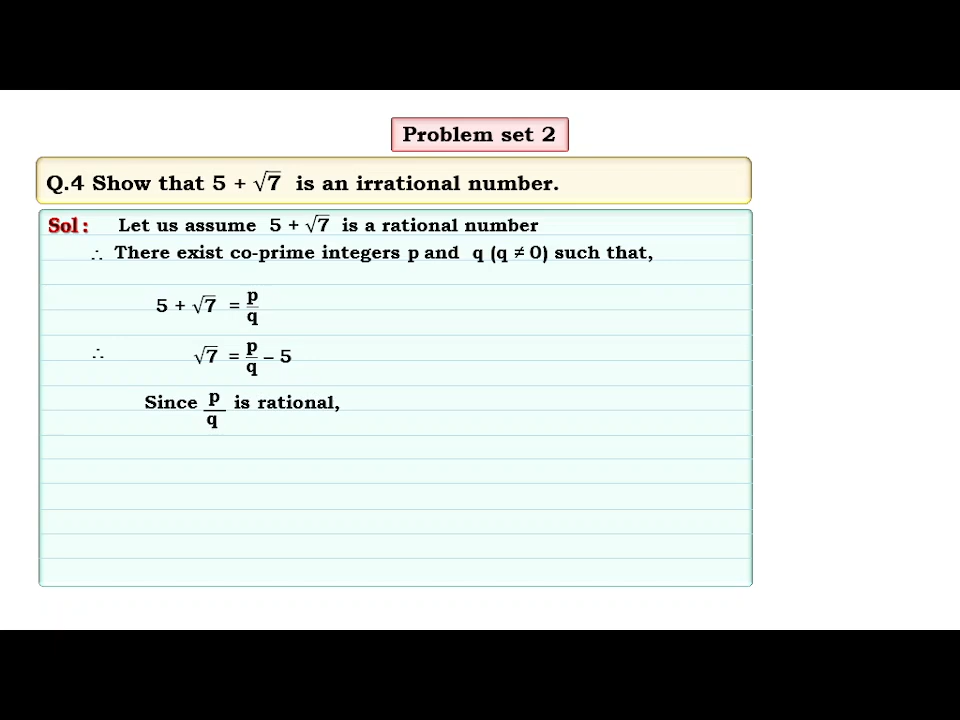 Problem set 2
Q.4 Show that 5 + √7 is an irrational number.
Sol : Let us assume 5 + √7 is a rational number
∴ There exist co-prime integers p and q (q ≠ 0) such that,
5 + √7 = p/q
∴ √7 = p/q – 5
Since p/q is rational,